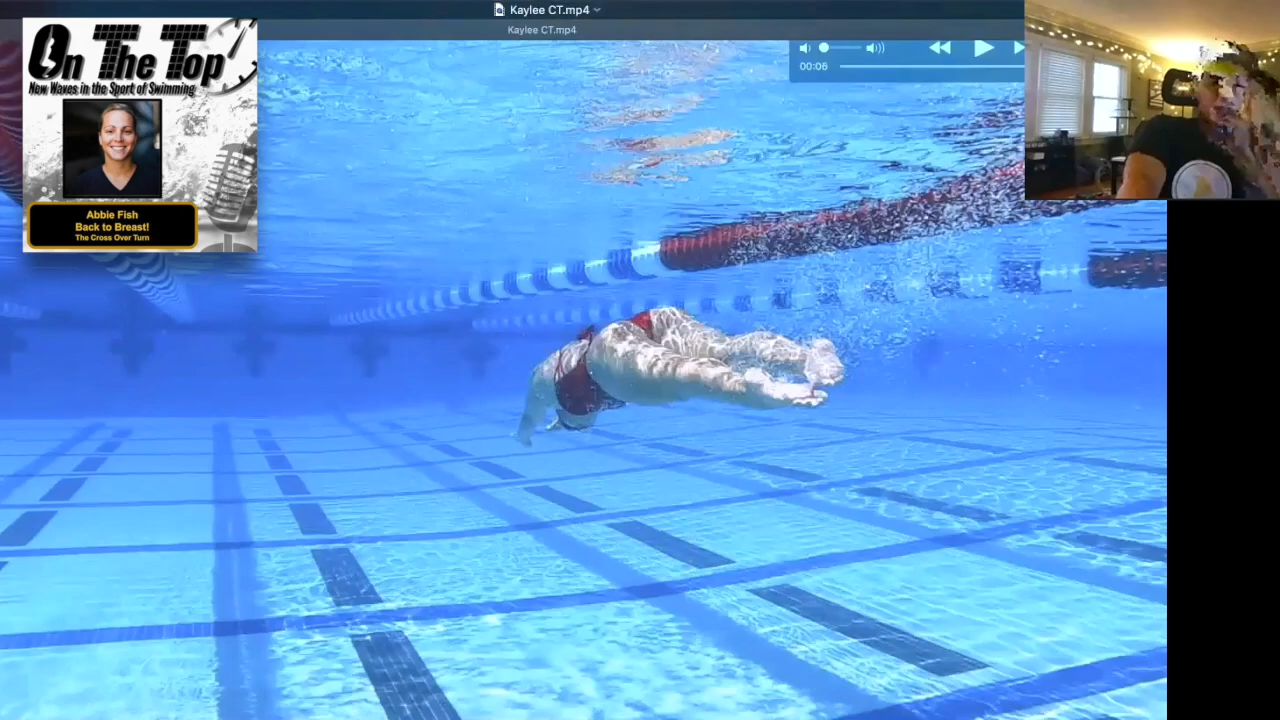 Kaylee CT.mp4
Kaylee CT.mp4
00:06
On The Top
New Waves in the Sport of Swimming
Abbie Fish
Back to Breast!
The Cross Over Turn